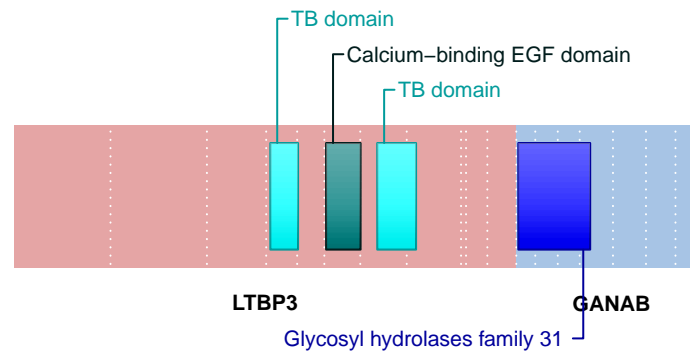 TB domain
Calcium−binding EGF domain
TB domain
LTBP3
GANAB
Glycosyl hydrolases family 31